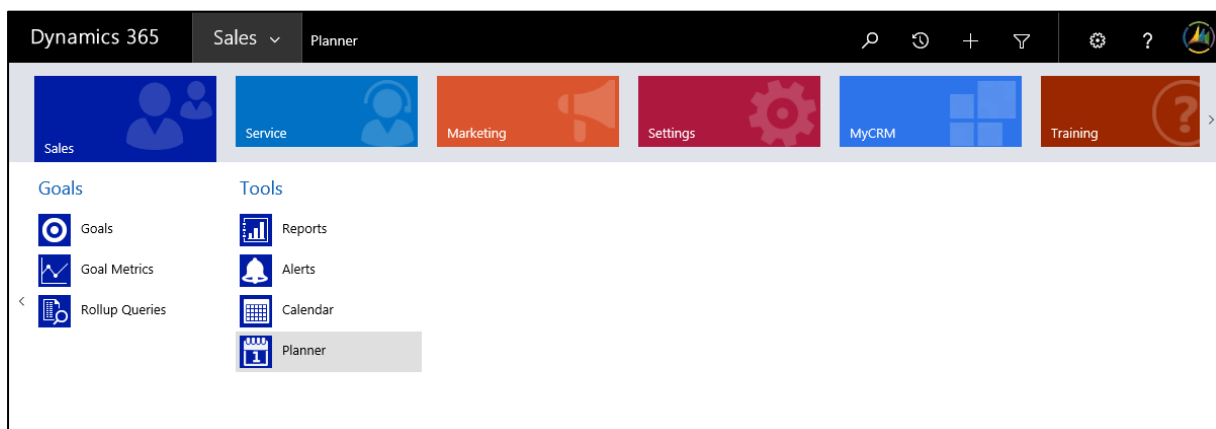 Dynamics 365 Sales Planner ?
Sales Service Marketing Settings MyCRM Training ?
Goals Tools
Goals Reports
Goal Metrics Alerts
Rollup Queries Calendar
1 Planner